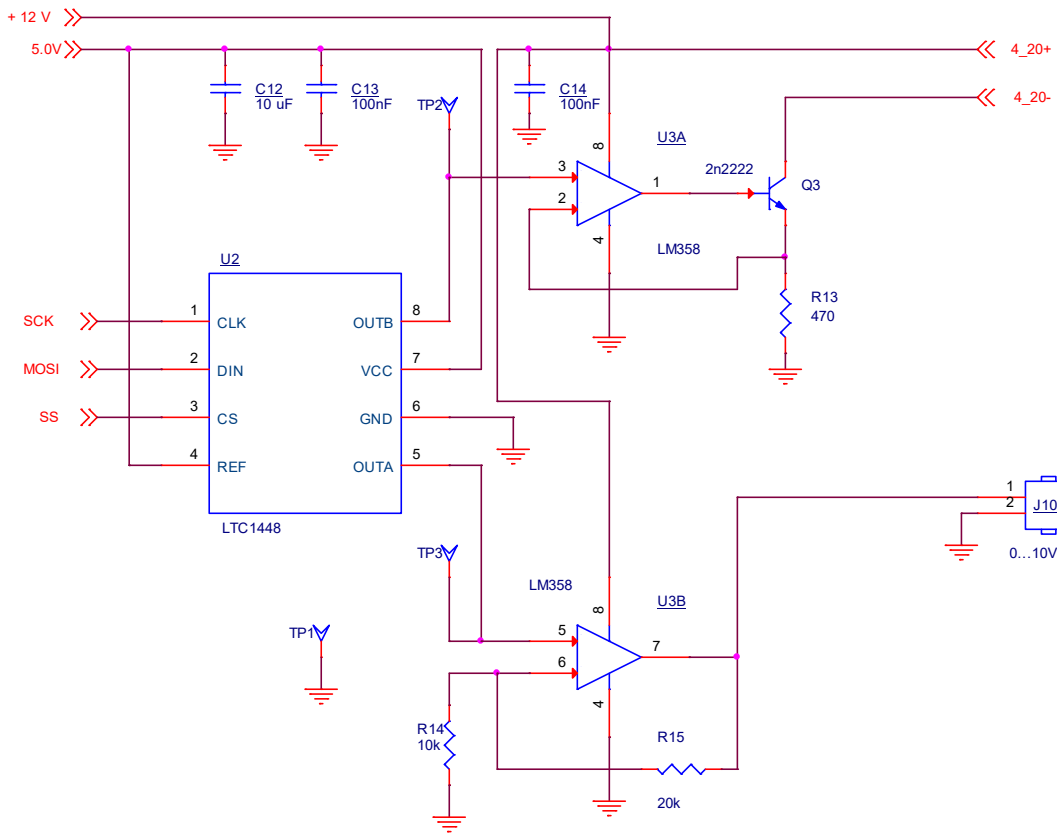 + 12 V
5.0V
4_20+
C12
10 uF
C13
100nF
TP2
C14
100nF
4_20-
U3A
8
2n2222
Q3
3
2
1
4
LM358
U2
R13
470
SCK
1
CLK
OUTB
8
MOSI
2
DIN
VCC
7
SS
3
CS
GND
6
4
REF
OUTA
5
LTC1448
1
2
J10
0...10V
TP3
LM358
8
U3B
TP1
5
6
7
4
R14
10k
R15
20k